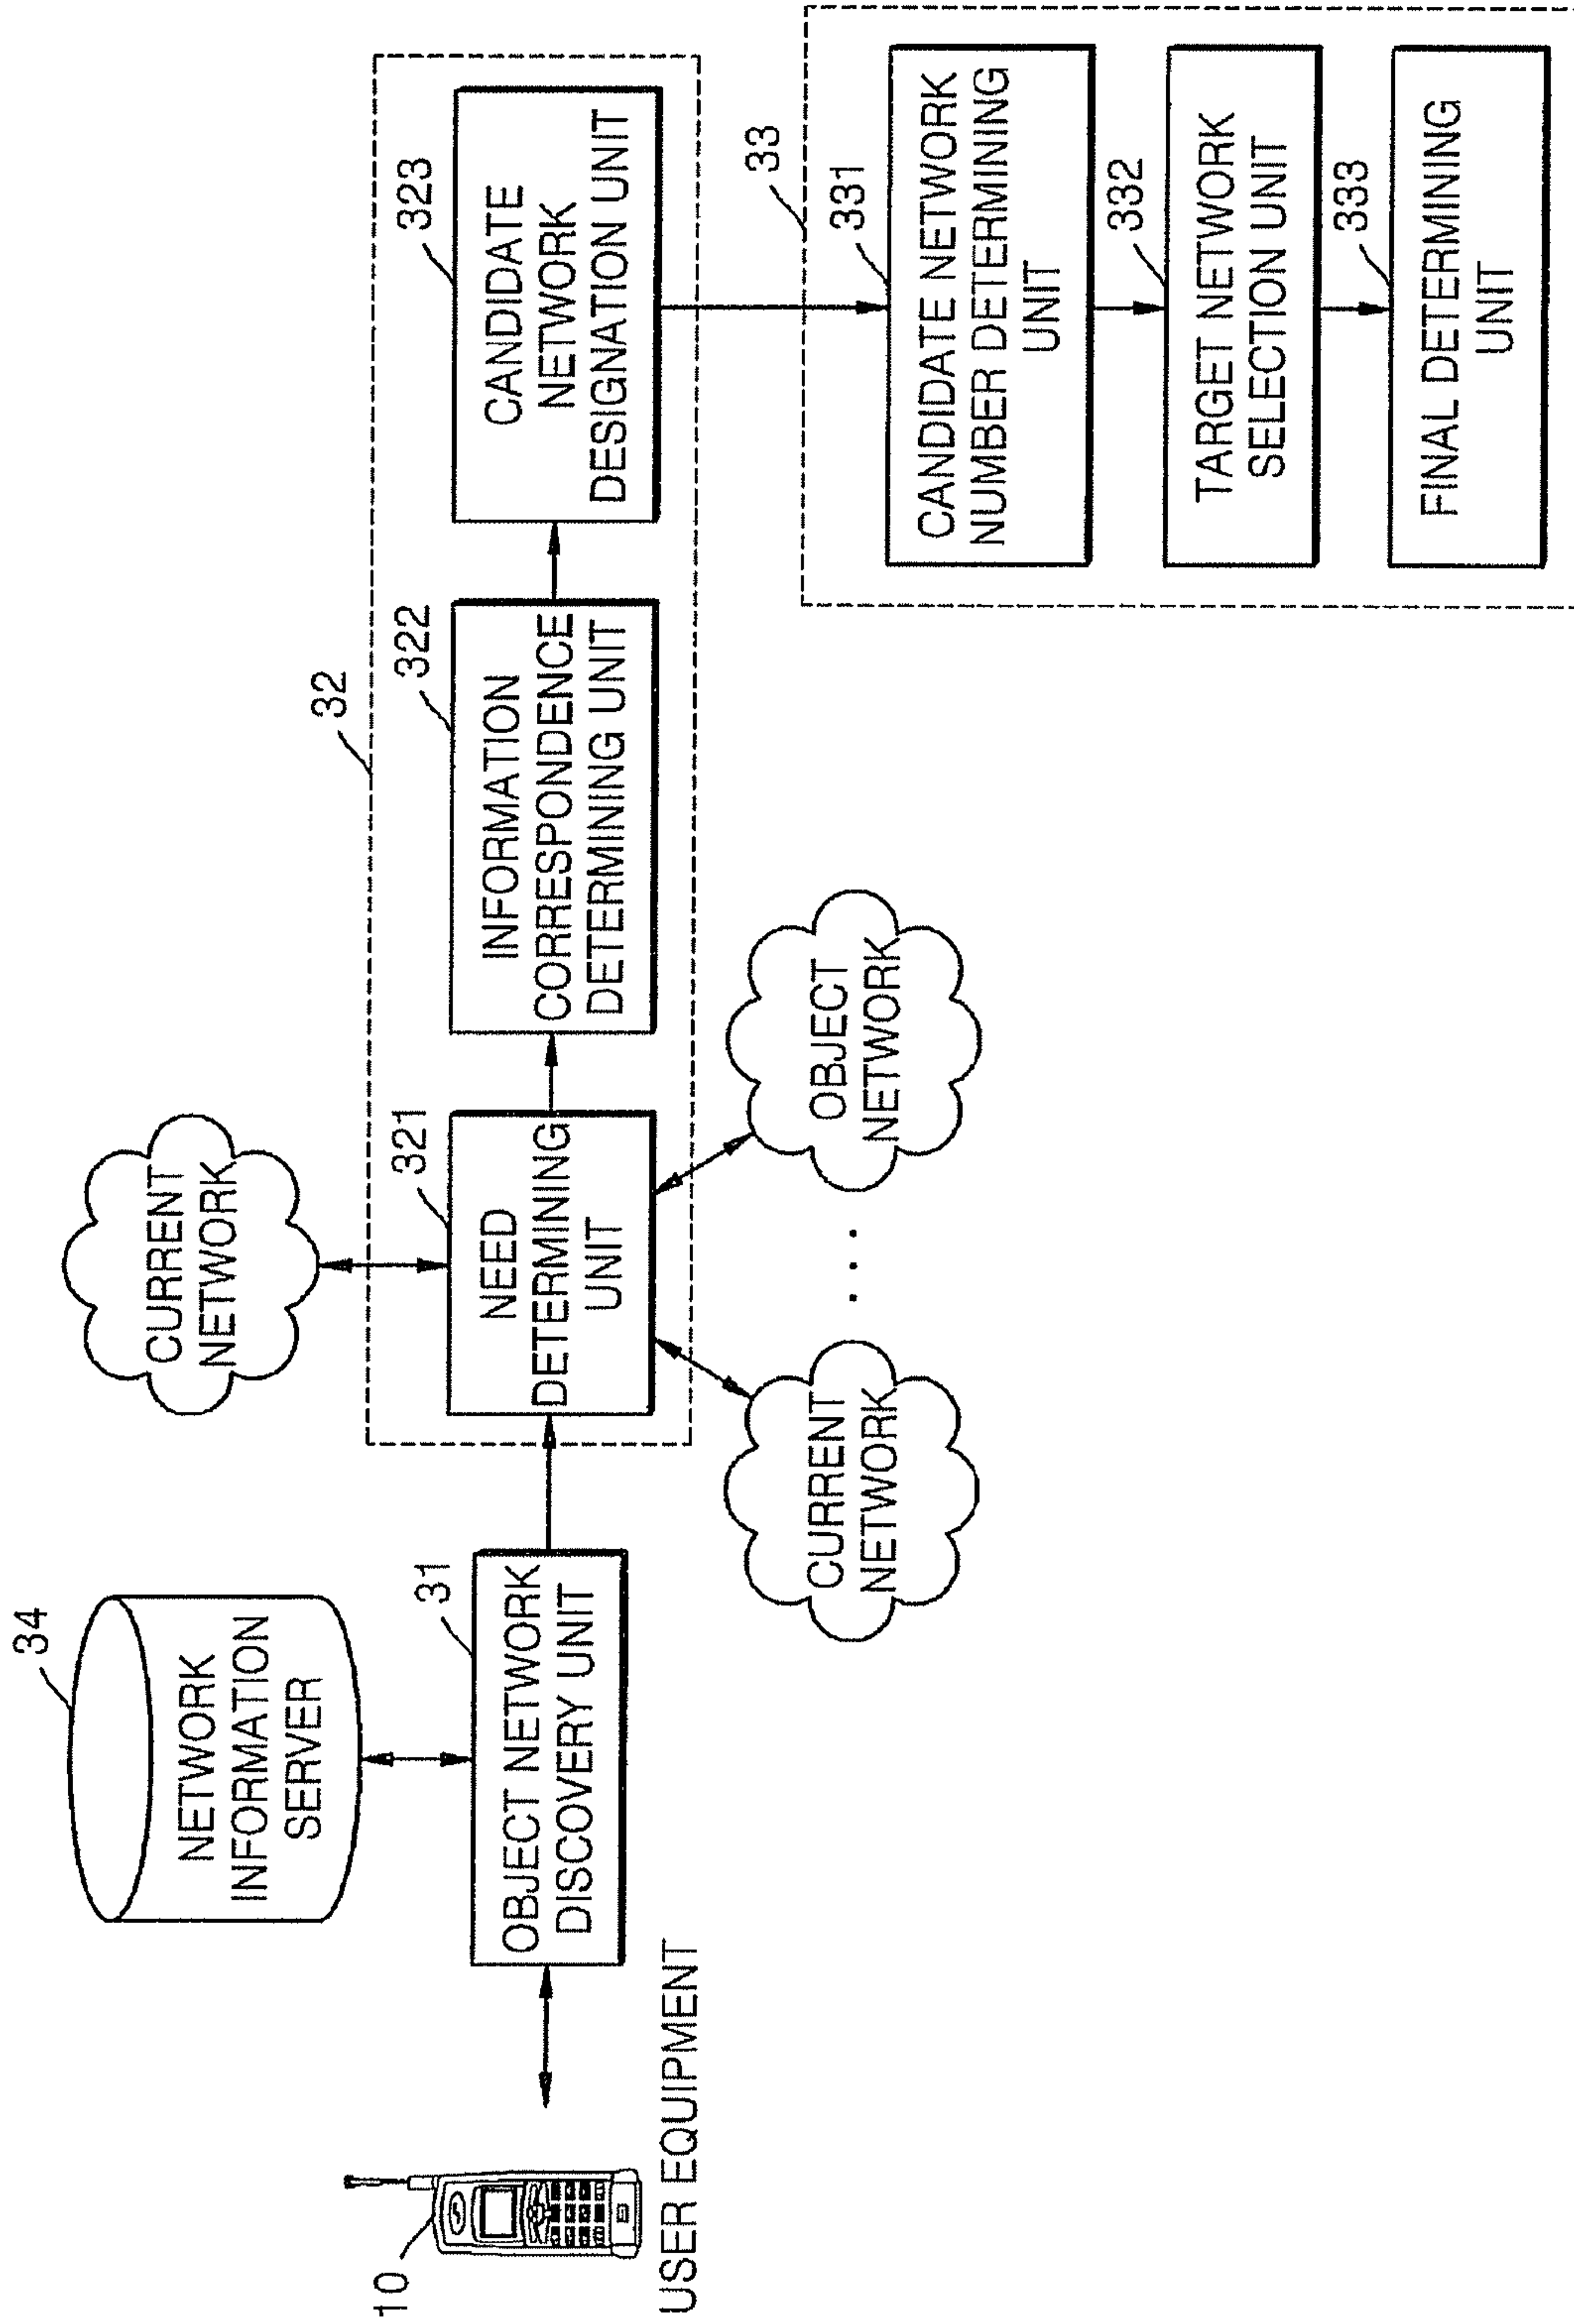 10
USER EQUIPMENT
34
NETWORK
INFORMATION
SERVER
31
OBJECT NETWORK
DISCOVERY UNIT
CURRENT
NETWORK
32
321
NEED
DETERMINING
UNIT
CURRENT
NETWORK
. . .
OBJECT
NETWORK
322
INFORMATION
CORRESPONDENCE
DETERMINING UNIT
323
CANDIDATE
NETWORK
DESIGNATION UNIT
33
331
CANDIDATE NETWORK
NUMBER DETERMINING
UNIT
332
TARGET NETWORK
SELECTION UNIT
333
FINAL DETERMINING
UNIT